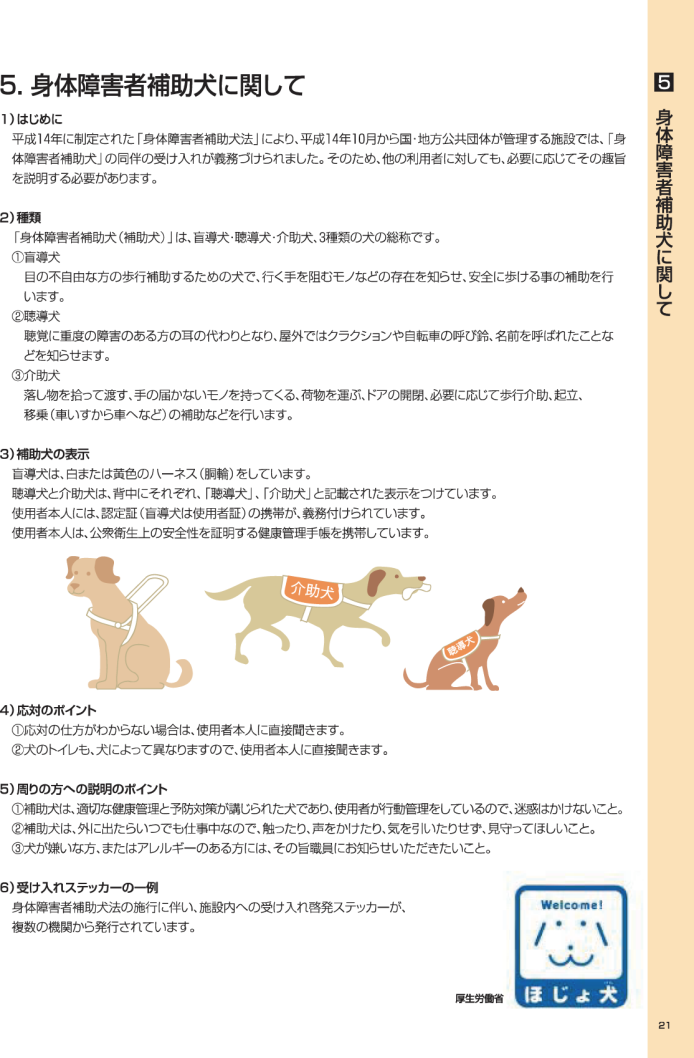 5. 身体障害者補助犬に関して
1）はじめに
平成14年に制定された「身体障害者補助犬法」により、平成14年10月から国・地方公共団体が管理する施設では、「身
体障害者補助犬」の同伴の受け入れが義務づけられました。そのため、他の利用者に対しても、必要に応じてその趣旨
を説明する必要があります。
2）種類
「身体障害者補助犬（補助犬）」は、盲導犬・聴導犬・介助犬、3種類の犬の総称です。
①盲導犬
目の不自由な方の歩行補助するための犬で、行く手を阻むモノなどの存在を知らせ、安全に歩ける事の補助を行
います。
②聴導犬
聴覚に重度の障害のある方の耳の代わりとなり、屋外ではクラクションや自転車の呼び鈴、名前を呼ばれたことな
どを知らせます。
③介助犬
落し物を拾って渡す、手の届かないモノを持ってくる、荷物を運ぶ、ドアの開閉、必要に応じて歩行介助、起立、
移乗（車いすから車へなど）の補助などを行います。
3）補助犬の表示
盲導犬は、白または黄色のハーネス（胴輪）をしています。
聴導犬と介助犬は、背中にそれぞれ、「聴導犬」、「介助犬」と記載された表示をつけています。
使用者本人には、認定証（盲導犬は使用者証）の携帯が、義務付けられています。
使用者本人は、公衆衛生上の安全性を証明する健康管理手帳を携帯しています。
介助犬
聴導犬
4）応対のポイント
①応対の仕方がわからない場合は、使用者本人に直接聞きます。
②犬のトイレも、犬によって異なりますので、使用者本人に直接聞きます。
5）周りの方への説明のポイント
①補助犬は、適切な健康管理と予防対策が講じられた犬であり、使用者が行動管理をしているので、迷惑はかけないこと。
②補助犬は、外に出たらいつでも仕事中なので、触ったり、声をかけたり、気を引いたりせず、見守ってほしいこと。
③犬が嫌いな方、またはアレルギーのある方には、その旨職員にお知らせいただきたいこと。
6）受け入れステッカーの一例
身体障害者補助犬法の施行に伴い、施設内への受け入れ啓発ステッカーが、
複数の機関から発行されています。
厚生労働省
Welcome!
ほじょ犬
5
身体障害者補助犬に関して
21